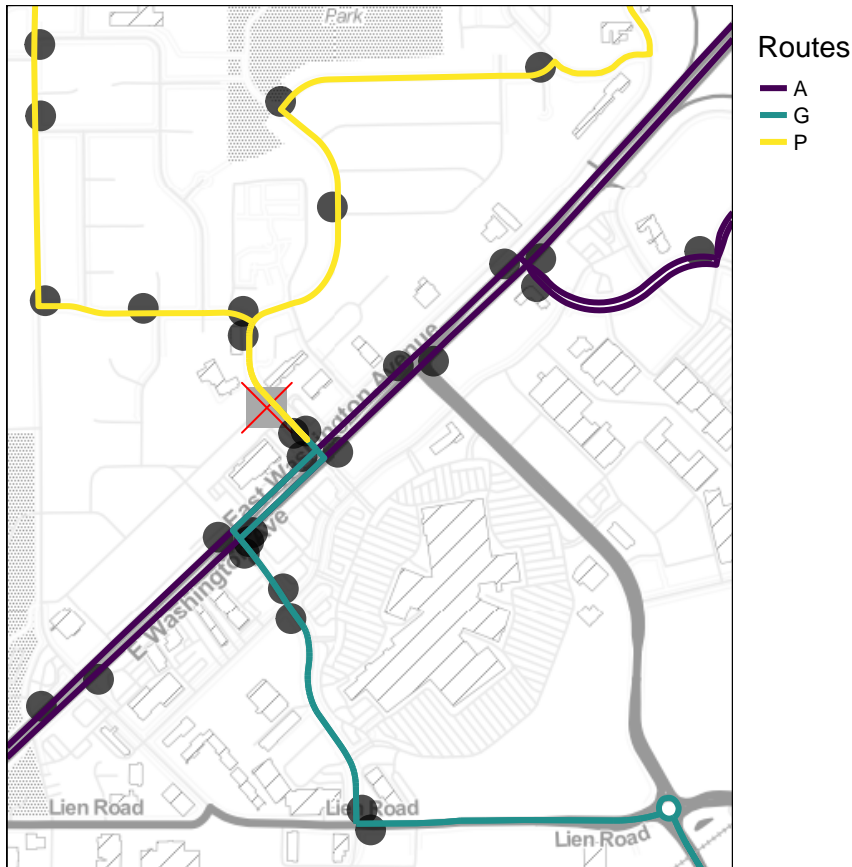 Park
Routes
A
G
P
East Washington Avenue
E Washington Ave
Lien Road
Lien Road
Lien Road